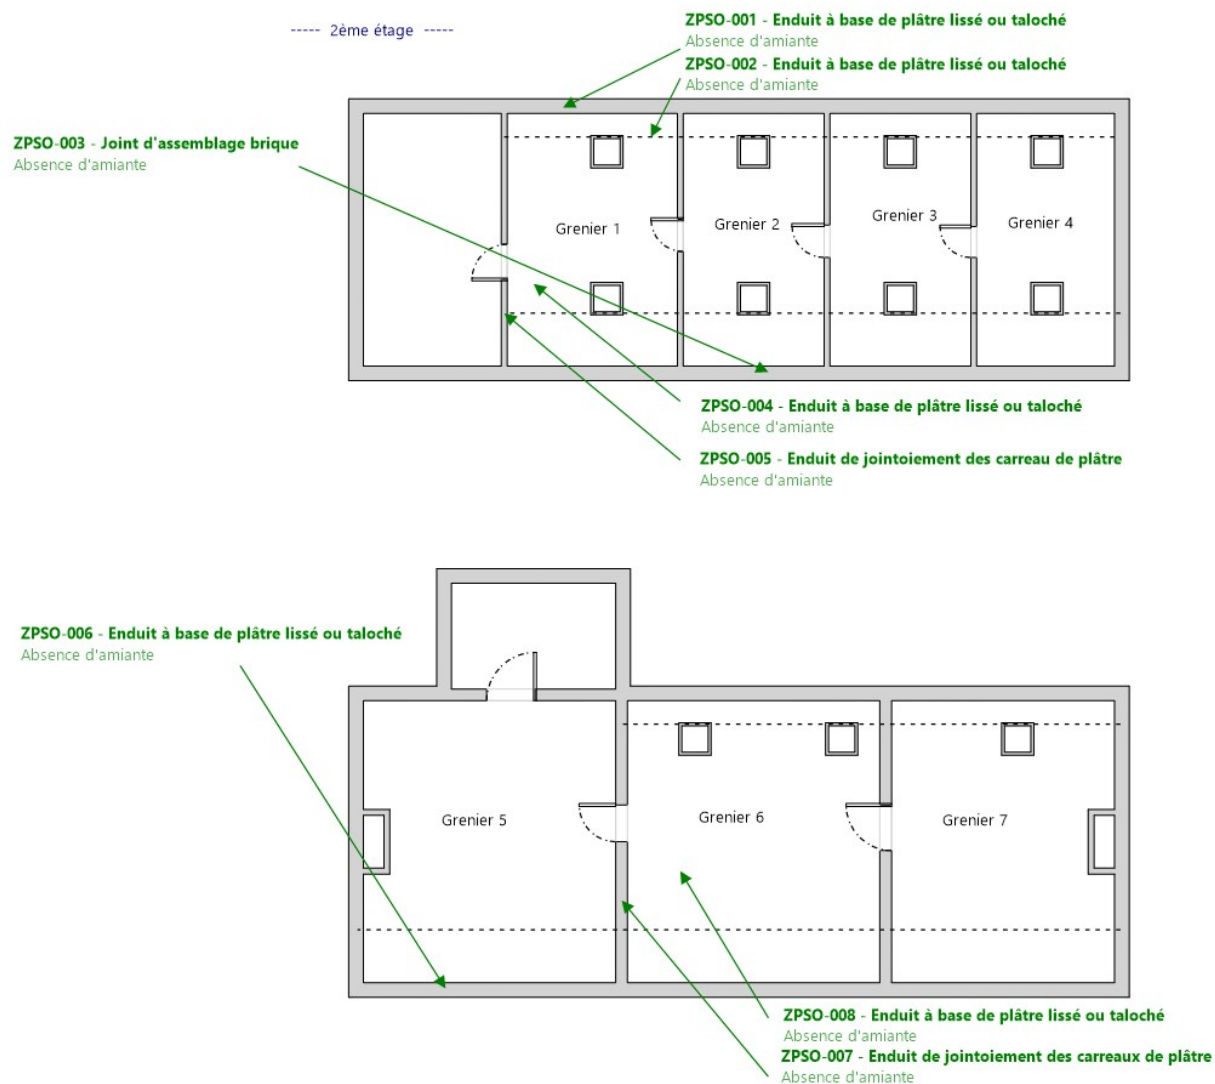 ----- 2ème étage -----
ZPSO-001 - Enduit à base de plâtre lissé ou taloché
Absence d'amiante
ZPSO-002 - Enduit à base de plâtre lissé ou taloché
Absence d'amiante
ZPSO-003 - Joint d'assemblage brique
Absence d'amiante
Grenier 1
Grenier 2
Grenier 3
Grenier 4
ZPSO-004 - Enduit à base de plâtre lissé ou taloché
Absence d'amiante
ZPSO-005 - Enduit de jointoiement des carreau de plâtre
Absence d'amiante
ZPSO-006 - Enduit à base de plâtre lissé ou taloché
Absence d'amiante
Grenier 5
Grenier 6
Grenier 7
ZPSO-008 - Enduit à base de plâtre lissé ou taloché
Absence d'amiante
ZPSO-007 - Enduit de jointoiement des carreaux de plâtre
Absence d'amiante